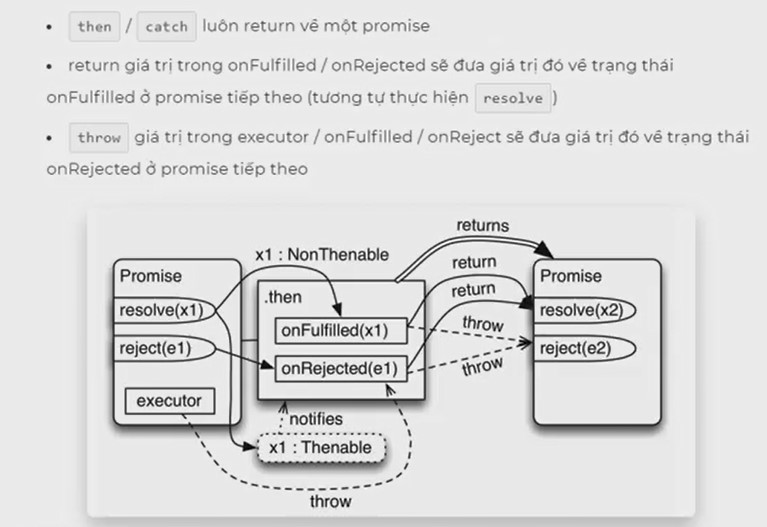 • then / catch luôn return về một promise
• return giá trị trong onFulfilled / onRejected sẽ đưa giá trị đó về trạng thái
onFulfilled ở promise tiếp theo (tương tự thực hiện resolve )
• throw giá trị trong executor / onFulfilled / onReject sẽ đưa giá trị đó về trạng thái
onRejected ở promise tiếp theo
returns
x1 : NonThenable
return
Promise
.then
return
Promise
resolve(x1)
onFulfilled(x1)
throw
resolve(x2)
reject(e1)
onRejected(e1)
throw
reject(e2)
executor
notifies
x1 : Thenable
throw